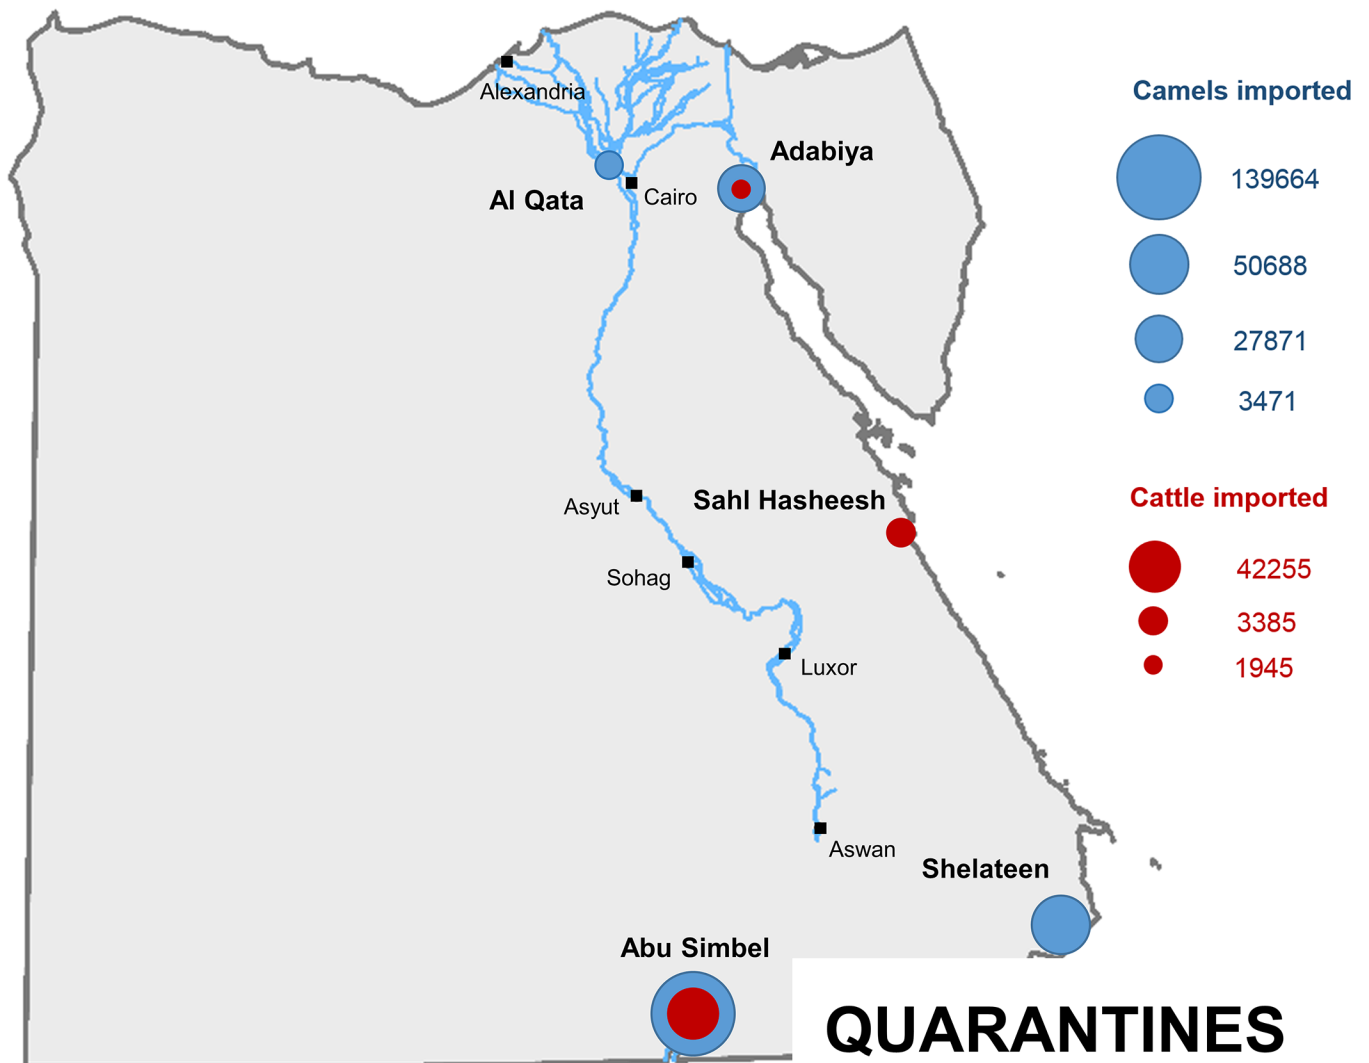 Camels imported
Alexandria
Adabiya
139664
Al Qata
Cairo
50688
27871
3471
Sahl Hasheesh
Cattle imported
Asyut
42255
Sohag
3385
Luxor
1945
Aswan
Shelateen
Abu Simbel
QUARANTINES